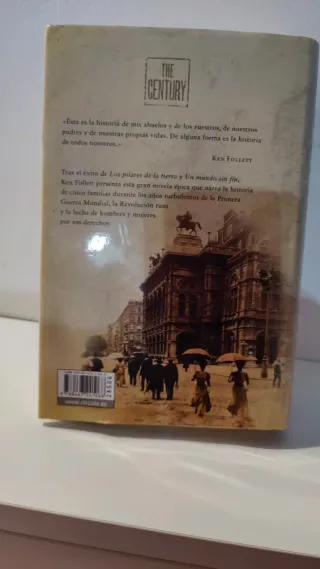 THE
CENTURY
«Esta es la historia de mis abuelos y de los vuestros, de nuestros
padres y de nuestras propias vidas. De alguna forma es la historia
de todos nosotros.»
KEN FOLLETT
Tras el éxito de Los pilares de la tierra y Un mundo sin fin,
Ken Follett presenta esta gran novela épica que narra la historia
de cinco familias durante los años turbulentos de la Primera
Guerra Mundial, la Revolución rusa
y la lucha de hombres y mujeres
por sus derechos.
www.circulo.es